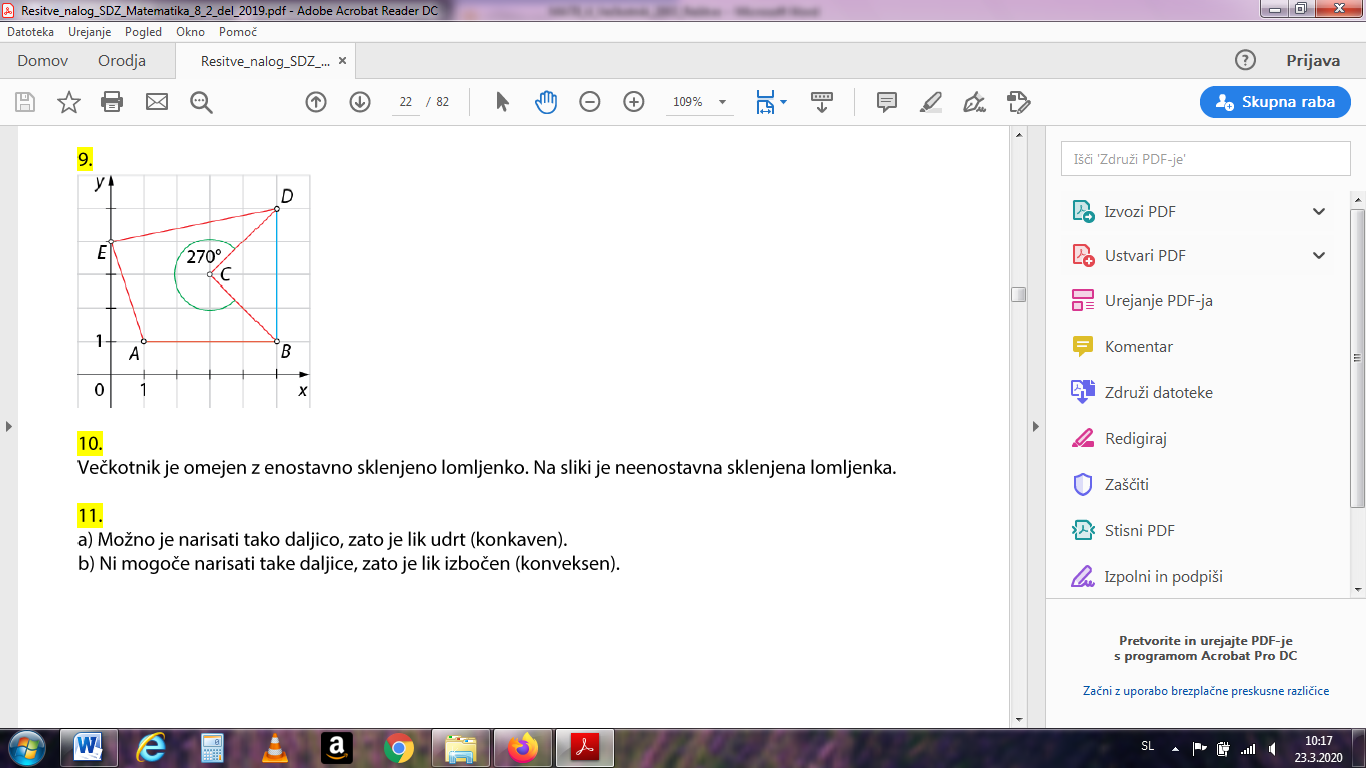 Resitve_nalog_SDZ_Matematika_8_2_del_2019.pdf - Adobe Acrobat Reader DC
Datoteka Urejanje Pogled Okno Pomoč
Domov Orodja Resitve_nalog_SDZ_... × ? Prijava
22 / 82 109% Skupna raba
9.
y
D
E
270°
C
1
A
B
0 1 x
10.
Večkotnik je omejen z enostavno sklenjeno lomljenko. Na sliki je neenostavna sklenjena lomljenka.
11.
a) Možno je narisati tako daljico, zato je lik udrt (konkaven).
b) Ni mogoče narisati take daljice, zato je lik izbočen (konveksen).
Išči 'Združi PDF-je'
Izvozi PDF
Ustvari PDF
Urejanje PDF-ja
Komentar
Združi datoteke
Redigiraj
Zaščiti
Stisni PDF
Izpolni in podpiši
Pretvorite in urejajte PDF-je
s programom Acrobat Pro DC
Začni z uporabo brezplačne preskusne različice
SL
10:17
23.3.2020